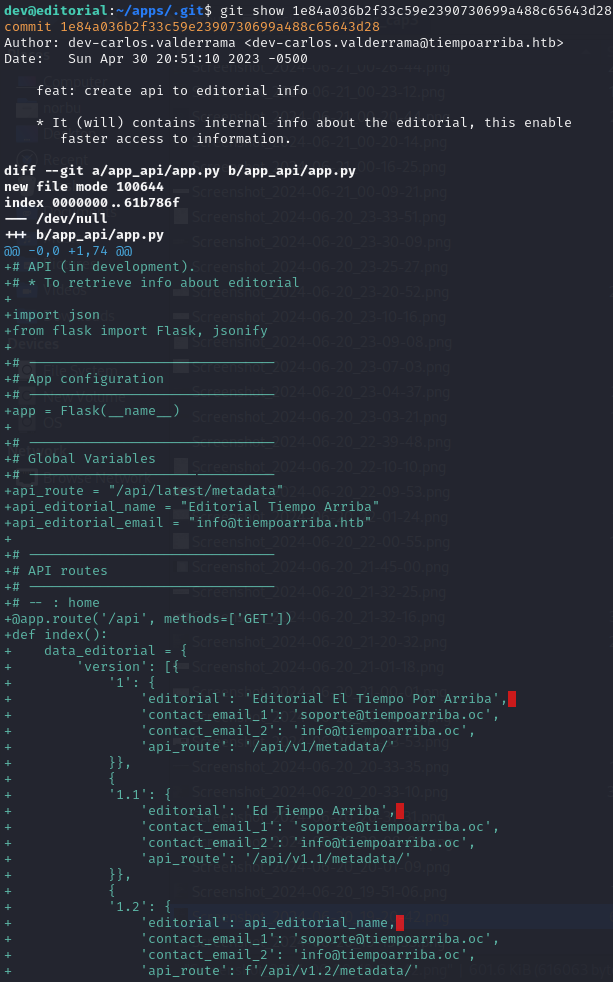 dev@editorial:~/apps/.git$ git show 1e84a036b2f33c59e2390730699a488c65643d28
commit 1e84a036b2f33c59e2390730699a488c65643d28
Author: dev-carlos.valderrama <dev-carlos.valderrama@tiempoarriba.htb>
Date:   Sun Apr 30 20:51:10 2023 -0500

    feat: create api to editorial info

    * It (will) contains internal info about the editorial, this enable
       faster access to information.

diff --git a/app_api/app.py b/app_api/app.py
new file mode 100644
index 0000000..61b786f
--- /dev/null
+++ b/app_api/app.py
@@ -0,0 +1,74 @@
+# API (in development).
+# * To retrieve info about editorial
+
+import json
+from flask import Flask, jsonify
+
+# -------------------------------
+# App configuration
+# -------------------------------
+app = Flask(__name__)
+
+# -------------------------------
+# Global Variables
+# -------------------------------
+api_route = "/api/latest/metadata"
+api_editorial_name = "Editorial Tiempo Arriba"
+api_editorial_email = "info@tiempoarriba.htb"
+
+# -------------------------------
+# API routes
+# -------------------------------
+# -- : home
+@app.route('/api', methods=['GET'])
+def index():
+    data_editorial = {
+        'version': [{
+            '1': {
+                'editorial': 'Editorial El Tiempo Por Arriba',
+                'contact_email_1': 'soporte@tiempoarriba.oc',
+                'contact_email_2': 'info@tiempoarriba.oc',
+                'api_route': '/api/v1/metadata/'
+            }},
+            {
+            '1.1': {
+                'editorial': 'Ed Tiempo Arriba',
+                'contact_email_1': 'soporte@tiempoarriba.oc',
+                'contact_email_2': 'info@tiempoarriba.oc',
+                'api_route': '/api/v1.1/metadata/'
+            }},
+            {
+            '1.2': {
+                'editorial': api_editorial_name,
+                'contact_email_1': 'soporte@tiempoarriba.oc',
+                'contact_email_2': 'info@tiempoarriba.oc',
+                'api_route': f'/api/v1.2/metadata/'